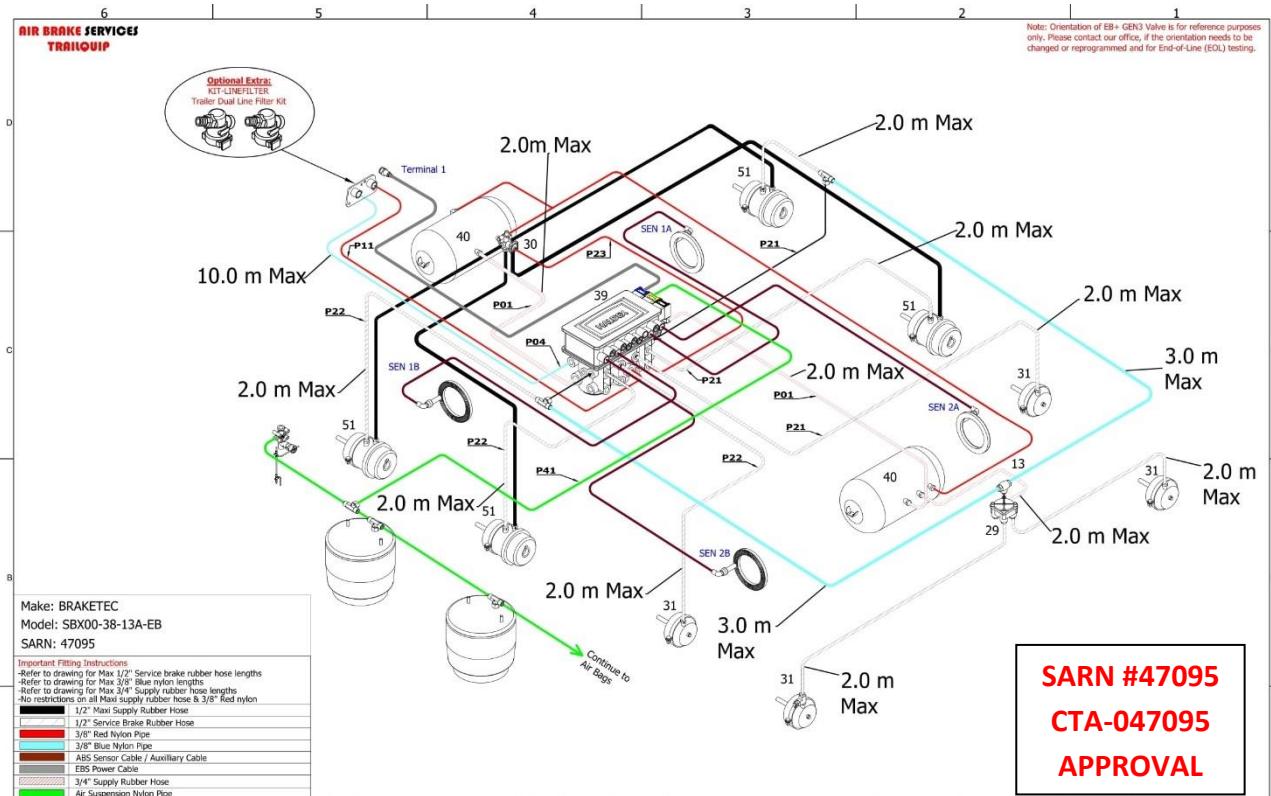 6
5
4
3
2
1
D
C
B
AIR BRAKE SERVICES
TRAILQUIP
Note: Orientation of EB+ GEN3 Valve is for reference purposes
only. Please contact our office, if the orientation needs to be
changed or reprogrammed and for End-of-Line (EOL) testing.
Optional Extra:
KIT-LINEFILTER
Trailer Dual Line Filter Kit
Terminal 1
2.0m Max
2.0 m Max
51
40
30
SEN 1A
P21
2.0 m Max
P11
P23
10.0 m Max
39
HALDEX
P01
51
2.0 m Max
P22
P04
SEN 1B
P21
2.0 m Max
P01
31
3.0 m
Max
2.0 m Max
SEN 2A
P21
51
P22
P22
40
13
31
2.0 m
Max
P41
2.0 m Max
51
29
2.0 m Max
SEN 2B
2.0 m Max
31
3.0 m
Max
Continue to
Air Bags
31
2.0 m
Max
Make: BRAKETEC
Model: SBX00-38-13A-EB
SARN: 47095
Important Fitting Instructions
-Refer to drawing for Max 1/2" Service brake rubber hose lengths
-Refer to drawing for Max 3/8" Blue nylon lengths
-Refer to drawing for Max 3/4" Supply rubber hose lengths
-No restrictions on all Maxi supply rubber hose & 3/8" Red nylon
1/2" Maxi Supply Rubber Hose
1/2" Service Brake Rubber Hose
3/8" Red Nylon Pipe
3/8" Blue Nylon Pipe
ABS Sensor Cable / Auxilliary Cable
EBS Power Cable
3/4" Supply Rubber Hose
Air Suspension Nylon Pipe
SARN #47095
CTA-047095
APPROVAL